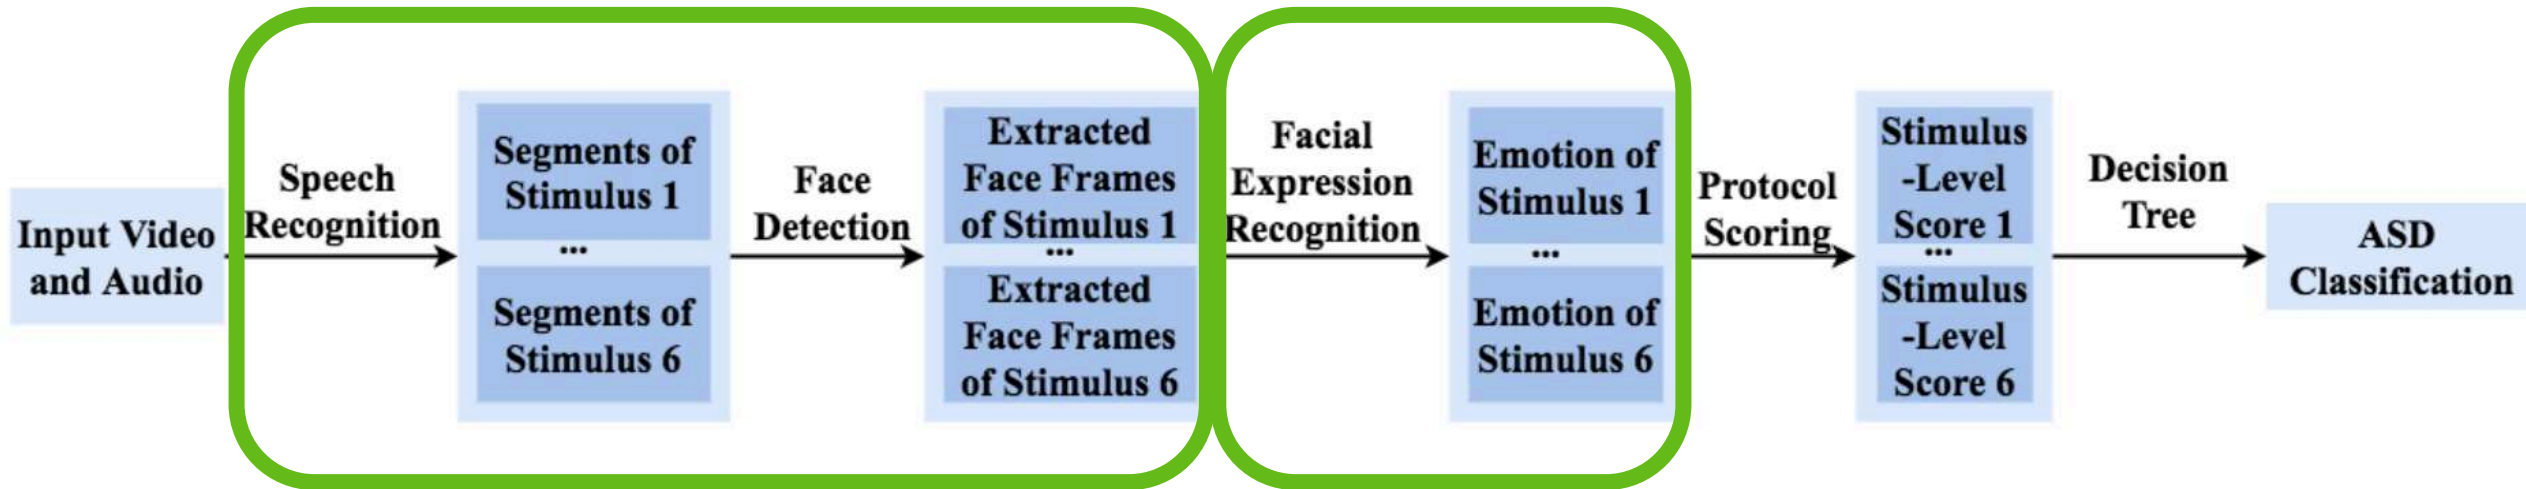 Input Video
and Audio
Speech
Recognition
Segments of
Stimulus 1
...
Segments of
Stimulus 6
Face
Detection
Extracted
Face Frames
of Stimulus 1
...
Extracted
Face Frames
of Stimulus 6
Facial
Expression
Recognition
Emotion of
Stimulus 1
...
Emotion of
Stimulus 6
Protocol
Scoring
Stimulus
-Level
Score 1
...
Stimulus
-Level
Score 6
Decision
Tree
ASD
Classification